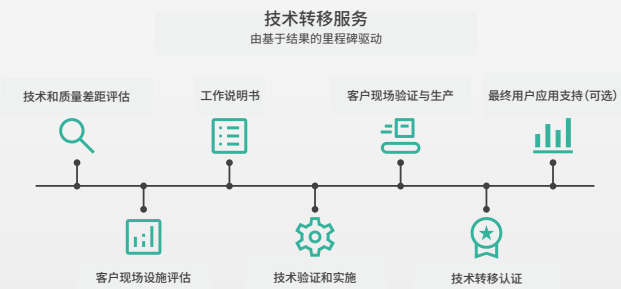 技术转移服务
由基于结果的里程碑驱动
技术和质量差距评估
工作说明书
客户现场验证与生产
最终用户应用支持(可选)
客户现场设施评估
技术验证和实施
技术转移认证